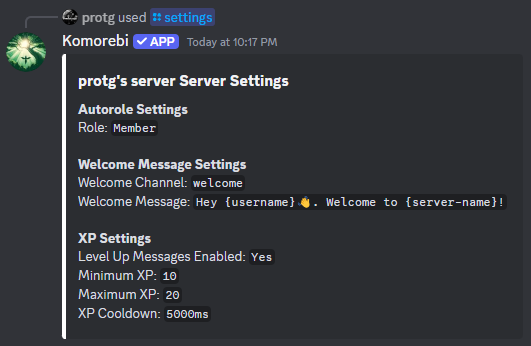 protg used settings
Komorebi APP Today at 10:17 PM
protg's server Server Settings
Autorole Settings
Role: Member
Welcome Message Settings
Welcome Channel: welcome
Welcome Message: Hey {username}👋. Welcome to {server-name}!
XP Settings
Level Up Messages Enabled: Yes
Minimum XP: 10
Maximum XP: 20
XP Cooldown: 5000ms